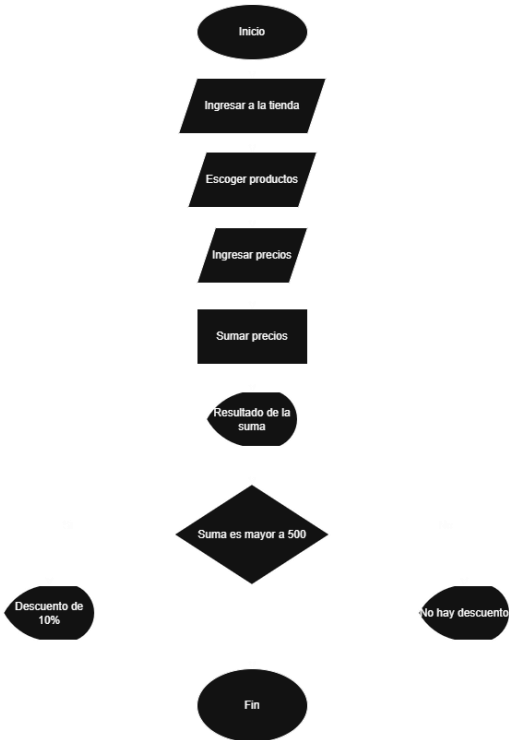 Inicio
Ingresar a la tienda
Escoger productos
Ingresar precios
Sumar precios
Resultado de la
suma
Suma es mayor a 500
Descuento de
10%
No hay descuento
Fin